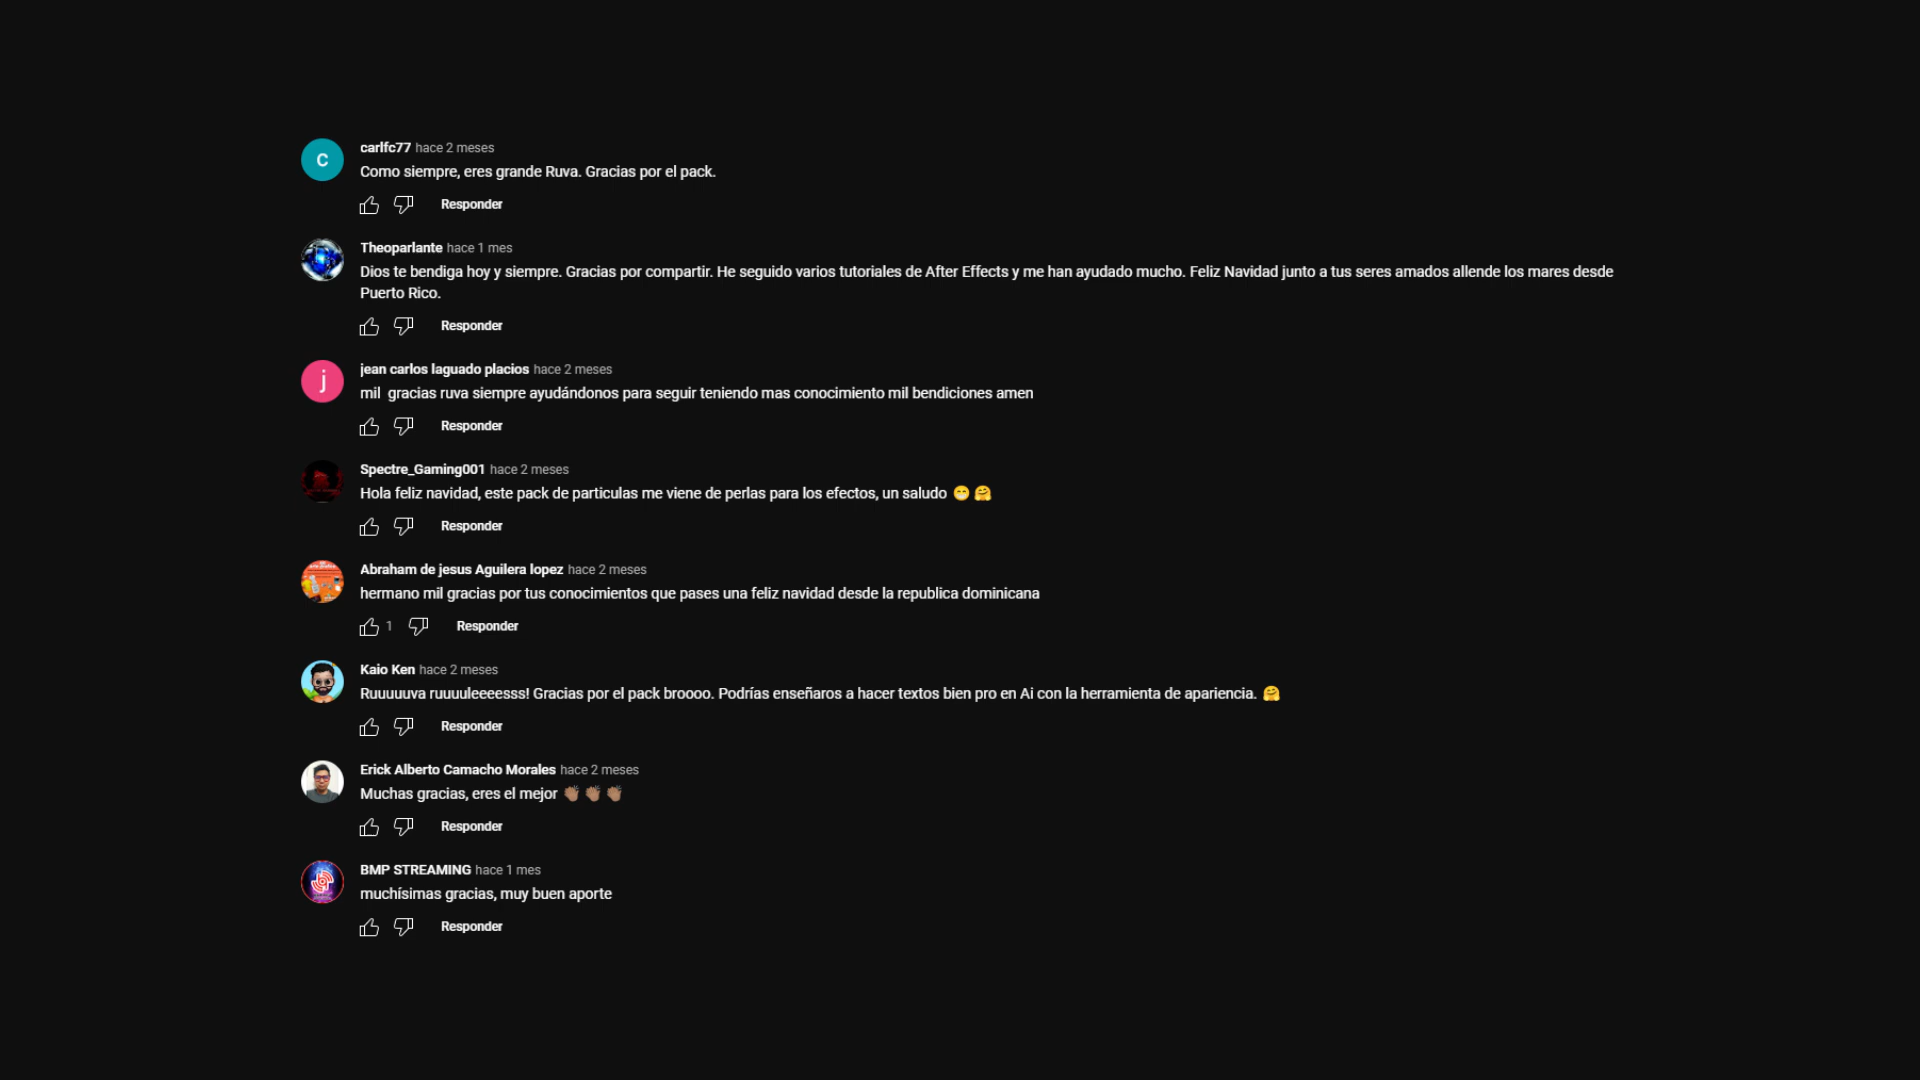 C
carlfc77 hace 2 meses
Como siempre, eres grande Ruva. Gracias por el pack.
Responder
Theoparlante hace 1 mes
Dios te bendiga hoy y siempre. Gracias por compartir. He seguido varios tutoriales de After Effects y me han ayudado mucho. Feliz Navidad junto a tus seres amados allende los mares desde
Puerto Rico.
Responder
j
jean carlos laguado placios hace 2 meses
mil  gracias ruva siempre ayudándonos para seguir teniendo mas conocimiento mil bendiciones amen
Responder
Spectre_Gaming001 hace 2 meses
Hola feliz navidad, este pack de particulas me viene de perlas para los efectos, un saludo 😁 🤗
Responder
Abraham de jesus Aguilera lopez hace 2 meses
hermano mil gracias por tus conocimientos que pases una feliz navidad desde la republica dominicana
1 Responder
Kaio Ken hace 2 meses
Ruuuuuva ruuuuleeeesss! Gracias por el pack broooo. Podrías enseñaros a hacer textos bien pro en Ai con la herramienta de apariencia. 🤗
Responder
Erick Alberto Camacho Morales hace 2 meses
Muchas gracias, eres el mejor 👏🏽 👏🏽 👏🏽
Responder
BMP STREAMING hace 1 mes
muchísimas gracias, muy buen aporte
Responder